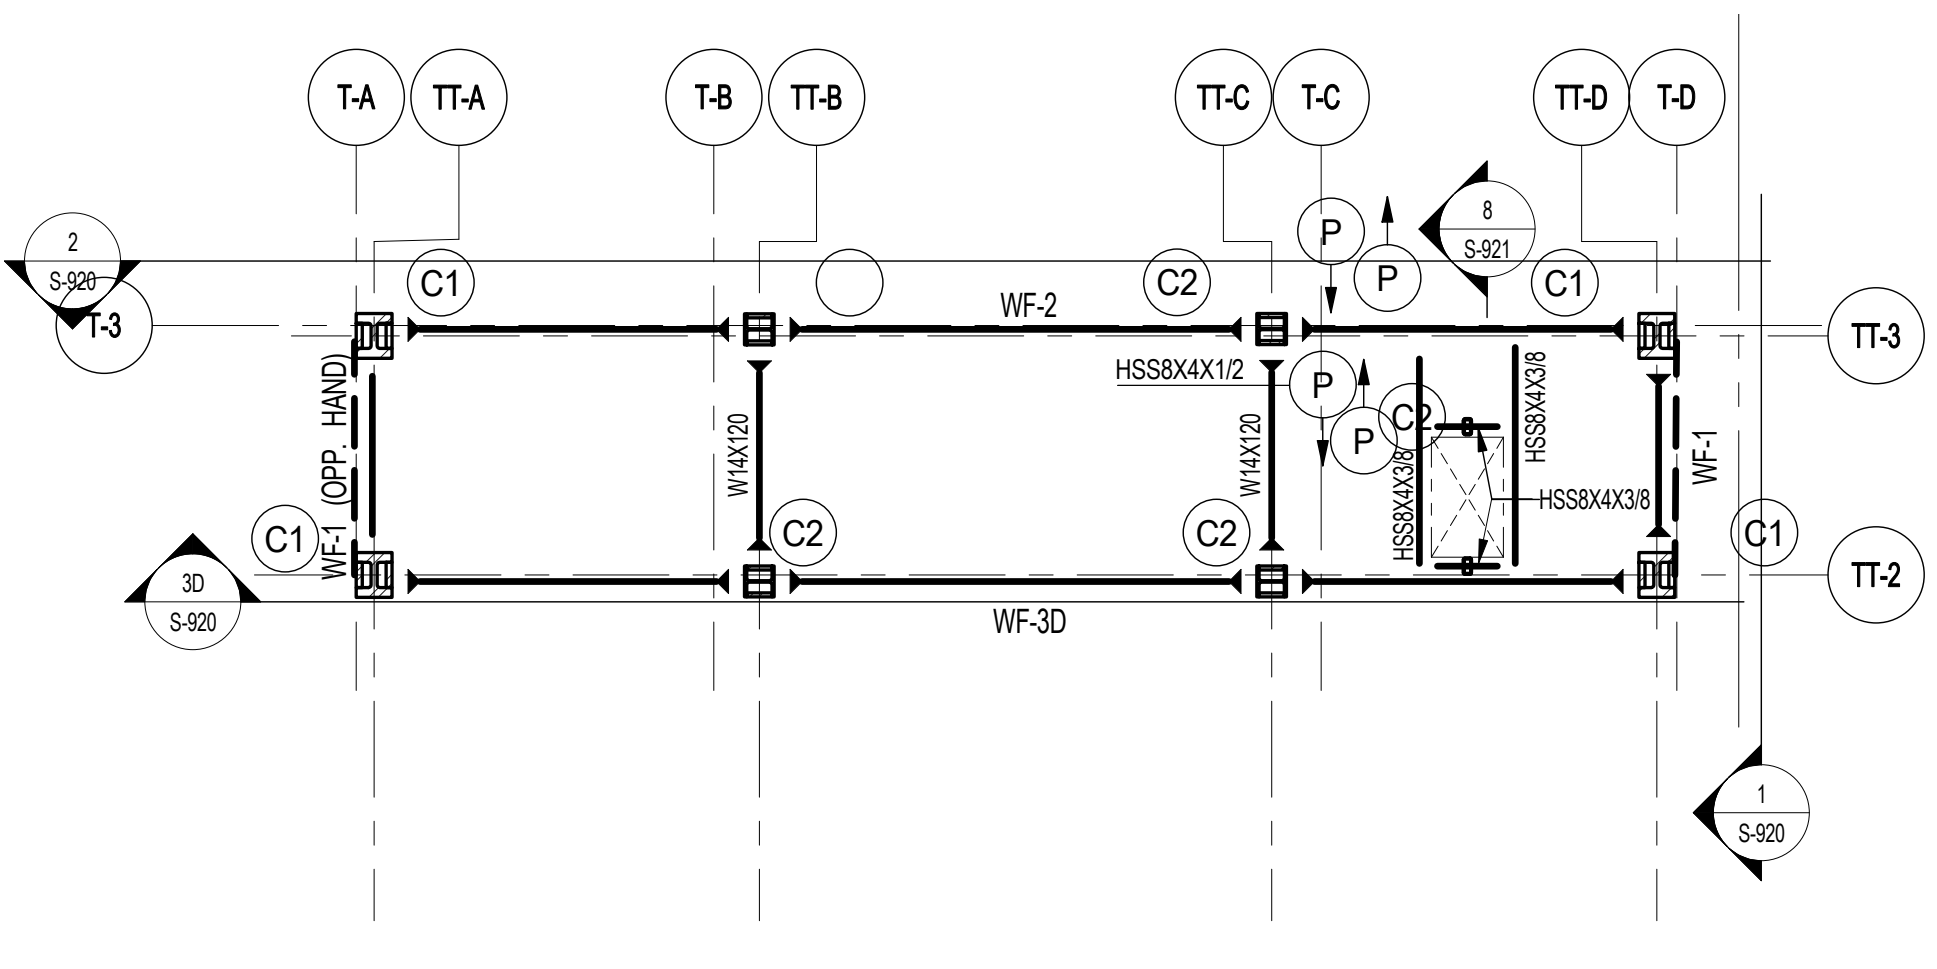 T-A
TT-A
T-B
TT-B
TT-C
T-C
TT-D
T-D
2
S-920
T-3
8
S-921
P
P
C1
C2
C1
WF-2
TT-3
HSS8X4X1/2
P
P
C2
HSS8X4X3/8
HSS8X4X3/8
HSS8X4X3/8
W14X120
W14X120
WF-1 (OPP. HAND)
WF-1
C1
C2
C2
C1
3D
S-920
WF-3D
TT-2
1
S-920